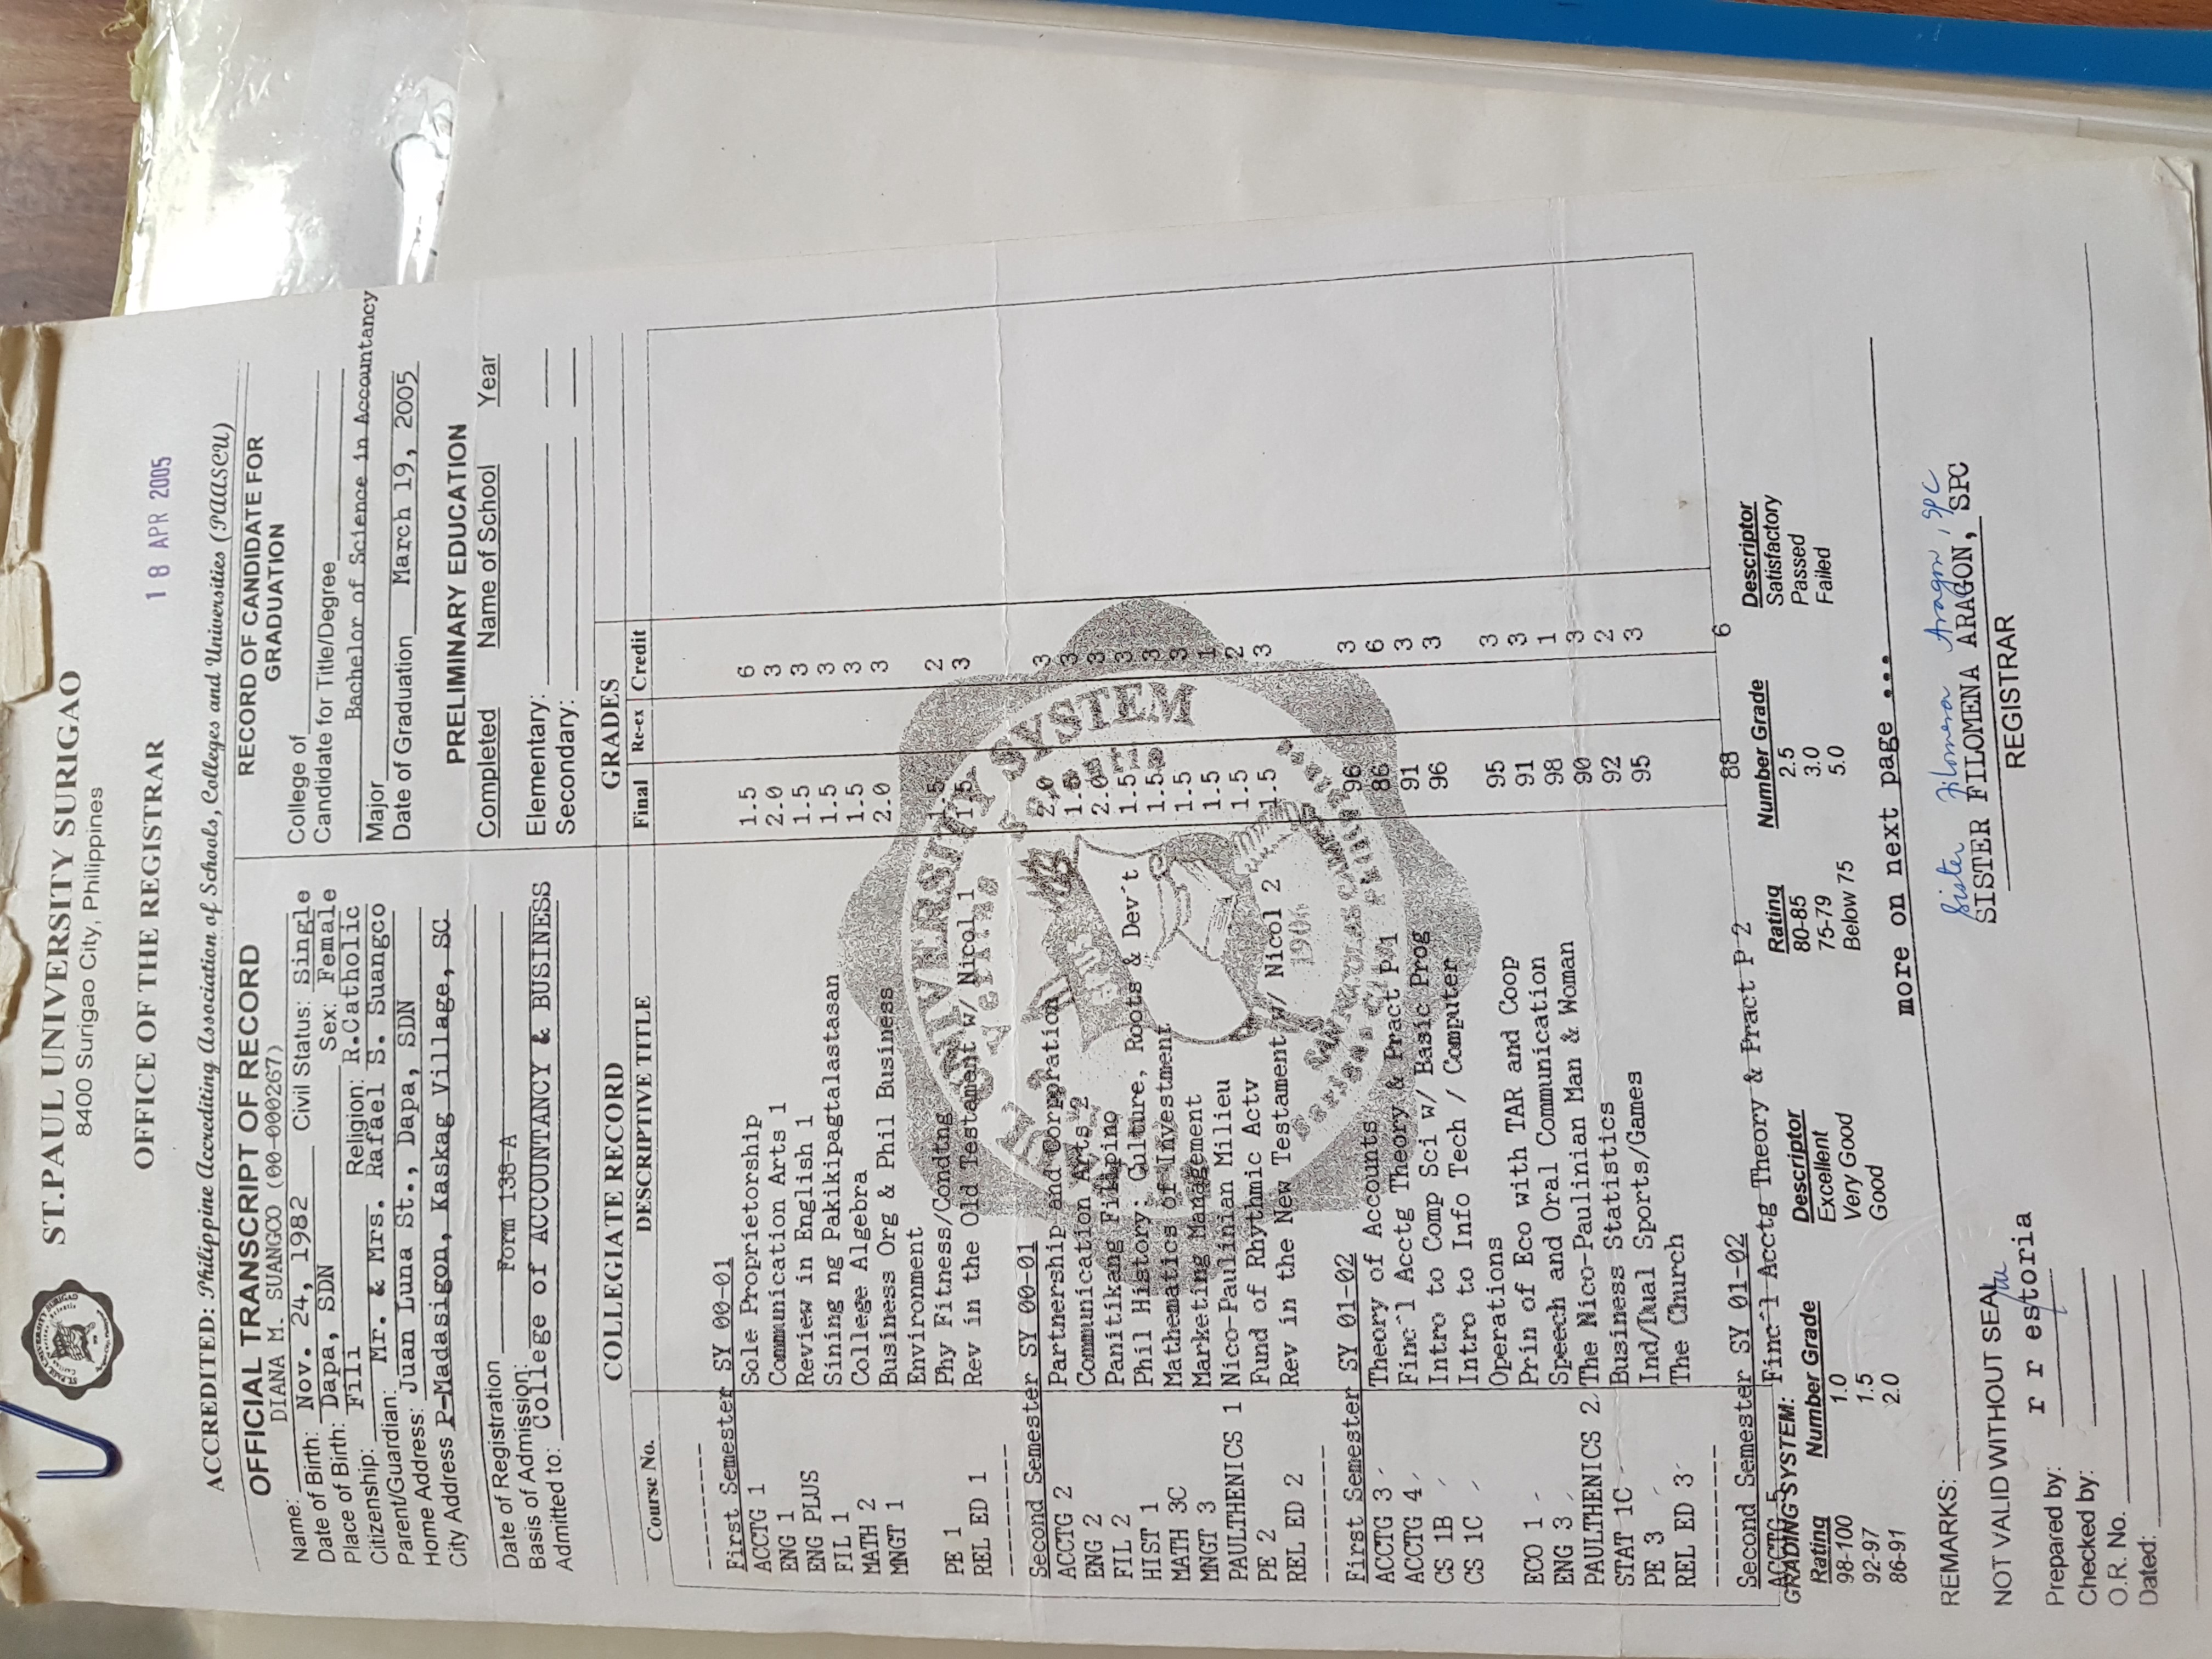 ST.PAUL UNIVERSITY SURIGAO
8400 Surigao City, Philippines
OFFICE OF THE REGISTRAR
18 APR 2005
ACCREDITED: Philippine Accrediting Association of Schools, Colleges and Universities (PAASCU)
OFFICIAL TRANSCRIPT OF RECORD
Name: DIANA M. SUANGCO (00-0002G7)
Date of Birth: Nov. 24, 1982 Civil Status: Single
Place of Birth: Dapa, SDN Sex: Female
Citizenship: Fili Religion: R.Catholic
Parent/Guardian: Mr. & Mrs. Rafael S. Suangco
Home Address: Juan Luna St., Dapa, SDN
City Address P-Madasigon, Kaskag Village, SC
Date of Registration
Basis of Admission: Form 138-A
Admitted to: College of ACCOUNTANCY & BUSINESS
RECORD OF CANDIDATE FOR
GRADUATION
College of
Candidate for Title/Degree
Bachelor of Science in Accountancy
Major
Date of Graduation March 19, 2005
PRELIMINARY EDUCATION
Completed Name of School Year
Elementary:
Secondary:
COLLEGIATE RECORD GRADES
Course No. DESCRIPTIVE TITLE Final Re-ex Credit
----------
First Semester SY 00-01
ACCTG 1 Sole Proprietorship 1.5 6
ENG 1 Communication Arts 1 2.0 3
ENG PLUS Review in English 1 1.5 3
FIL 1 Sining ng Pakikipagtalastasan 1.5 3
MATH 2 College Algebra 1.5 3
MNGT 1 Business Org & Phil Business 2.0 3
Environment
PE 1 Phy Fitness/Condtng 1.5 2
REL ED 1 Rev in the Old Testament w/ Nicol 1 1.5 3
----------
Second Semester SY 00-01
ACCTG 2 Partnership and Corporation 2.0 3
ENG 2 Communication Arts 2 1.5 3
FIL 2 Panitikang Filipino 2.0 3
HIST 1 Phil History: Culture, Roots & Dev't 1.5 3
MATH 3C Mathematics of Investment 1.5 3
MNGT 3 Marketing Management 1.5 3
PAULTHENICS 1 Nico-Paulinian Milieu 1.5 1
PE 2 Fund of Rhythmic Actv 1.5 2
REL ED 2 Rev in the New Testament w/ Nicol 2 1.5 3
----------
First Semester SY 01-02
ACCTG 3 Theory of Accounts 96 3
ACCTG 4 Finc'l Acctg Theory & Pract P 1 86 6
CS 1B Intro to Comp Sci w/ Basic Prog 91 3
CS 1C Intro to Info Tech / Computer 96 3
Operations
ECO 1 Prin of Eco with TAR and Coop 95 3
ENG 3 Speech and Oral Communication 91 3
PAULTHENICS 2 The Nico-Paulinian Man & Woman 98 1
STAT 1C Business Statistics 90 3
PE 3 Ind/Dual Sports/Games 92 2
REL ED 3 The Church 95 3
----------
Second Semester SY 01-02
ACCTG 5 Finc'l Acctg Theory & Pract P 2 88 6
GRADING SYSTEM:
Rating Number Grade Descriptor Rating Number Grade Descriptor
98-100 1.0 Excellent 80-85 2.5 Satisfactory
92-97 1.5 Very Good 75-79 3.0 Passed
86-91 2.0 Good Below 75 5.0 Failed
more on next page ...
REMARKS:
NOT VALID WITHOUT SEAL
Sister Filomena Aragon, SPC
SISTER FILOMENA ARAGON, SPC
REGISTRAR
Prepared by: r r estoria
Checked by:
O.R. No.
Dated: